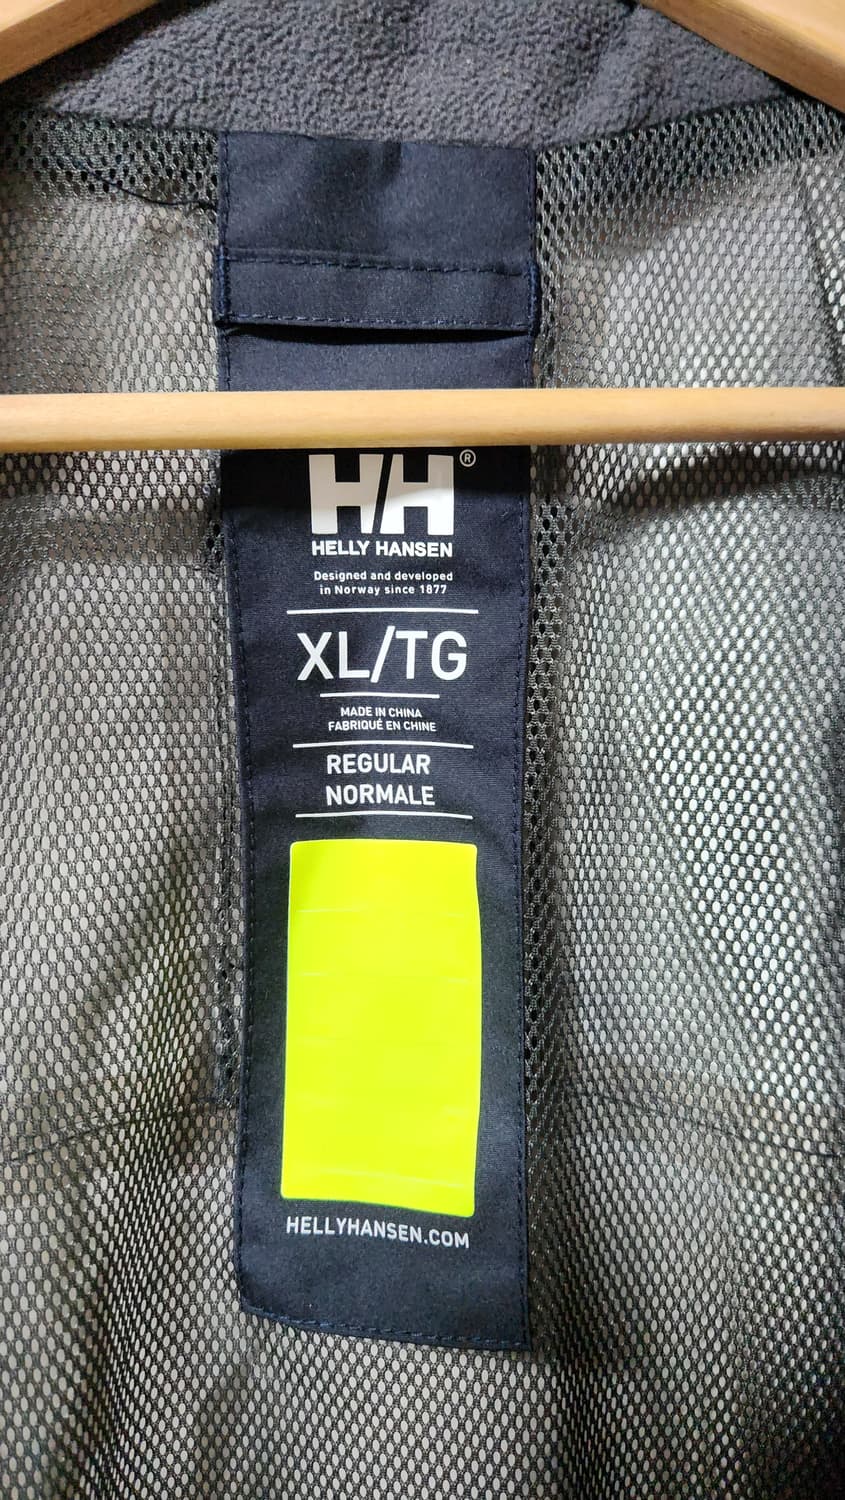 HH®
HELLY HANSEN
Designed and developed
in Norway since 1877
XL/TG
MADE IN CHINA
FABRIQUÉ EN CHINE
REGULAR
NORMALE
HELLYHANSEN.COM